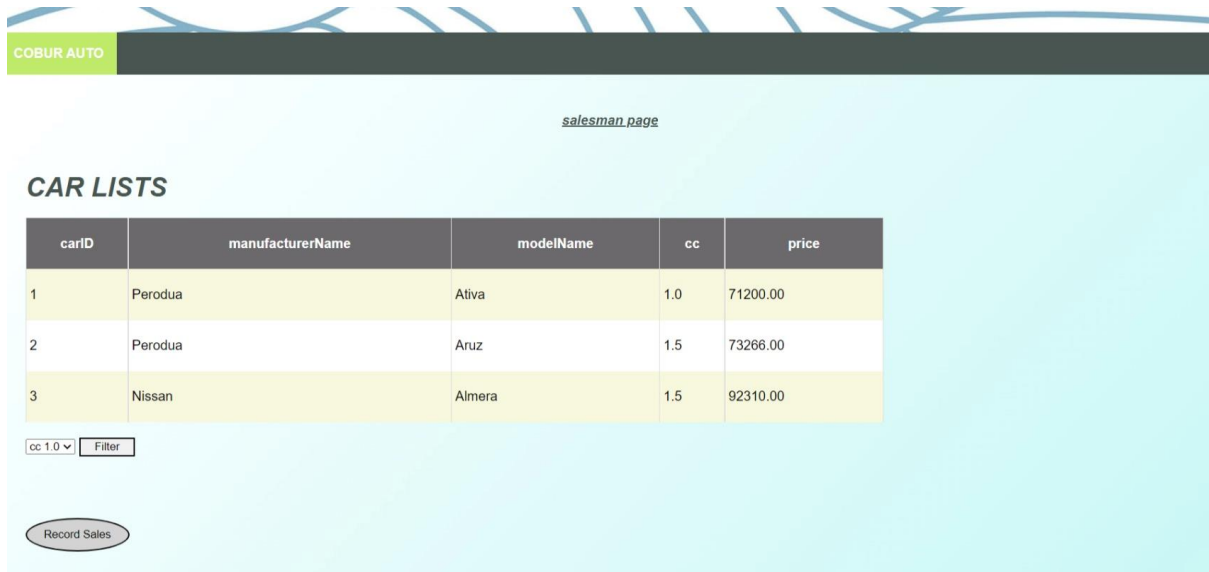 COBUR AUTO
salesman page
CAR LISTS
carID manufacturerName modelName cc price
1 Perodua Ativa 1.0 71200.00
2 Perodua Aruz 1.5 73266.00
3 Nissan Almera 1.5 92310.00
cc 1.0 Filter
Record Sales